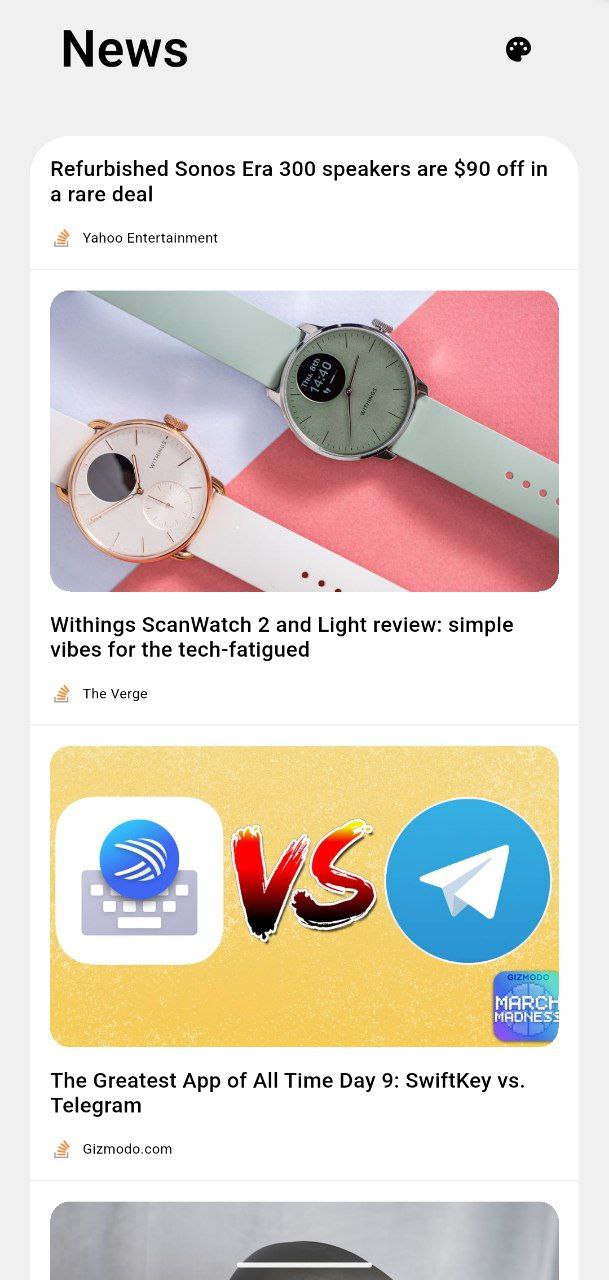 News
Refurbished Sonos Era 300 speakers are $90 off in
a rare deal
Yahoo Entertainment
Thu, 8th
14:40
WITHINGS
WITHINGS
Withings ScanWatch 2 and Light review: simple
vibes for the tech-fatigued
The Verge
VS
GIZMODO
MARCH
MADNESS
The Greatest App of All Time Day 9: SwiftKey vs.
Telegram
Gizmodo.com